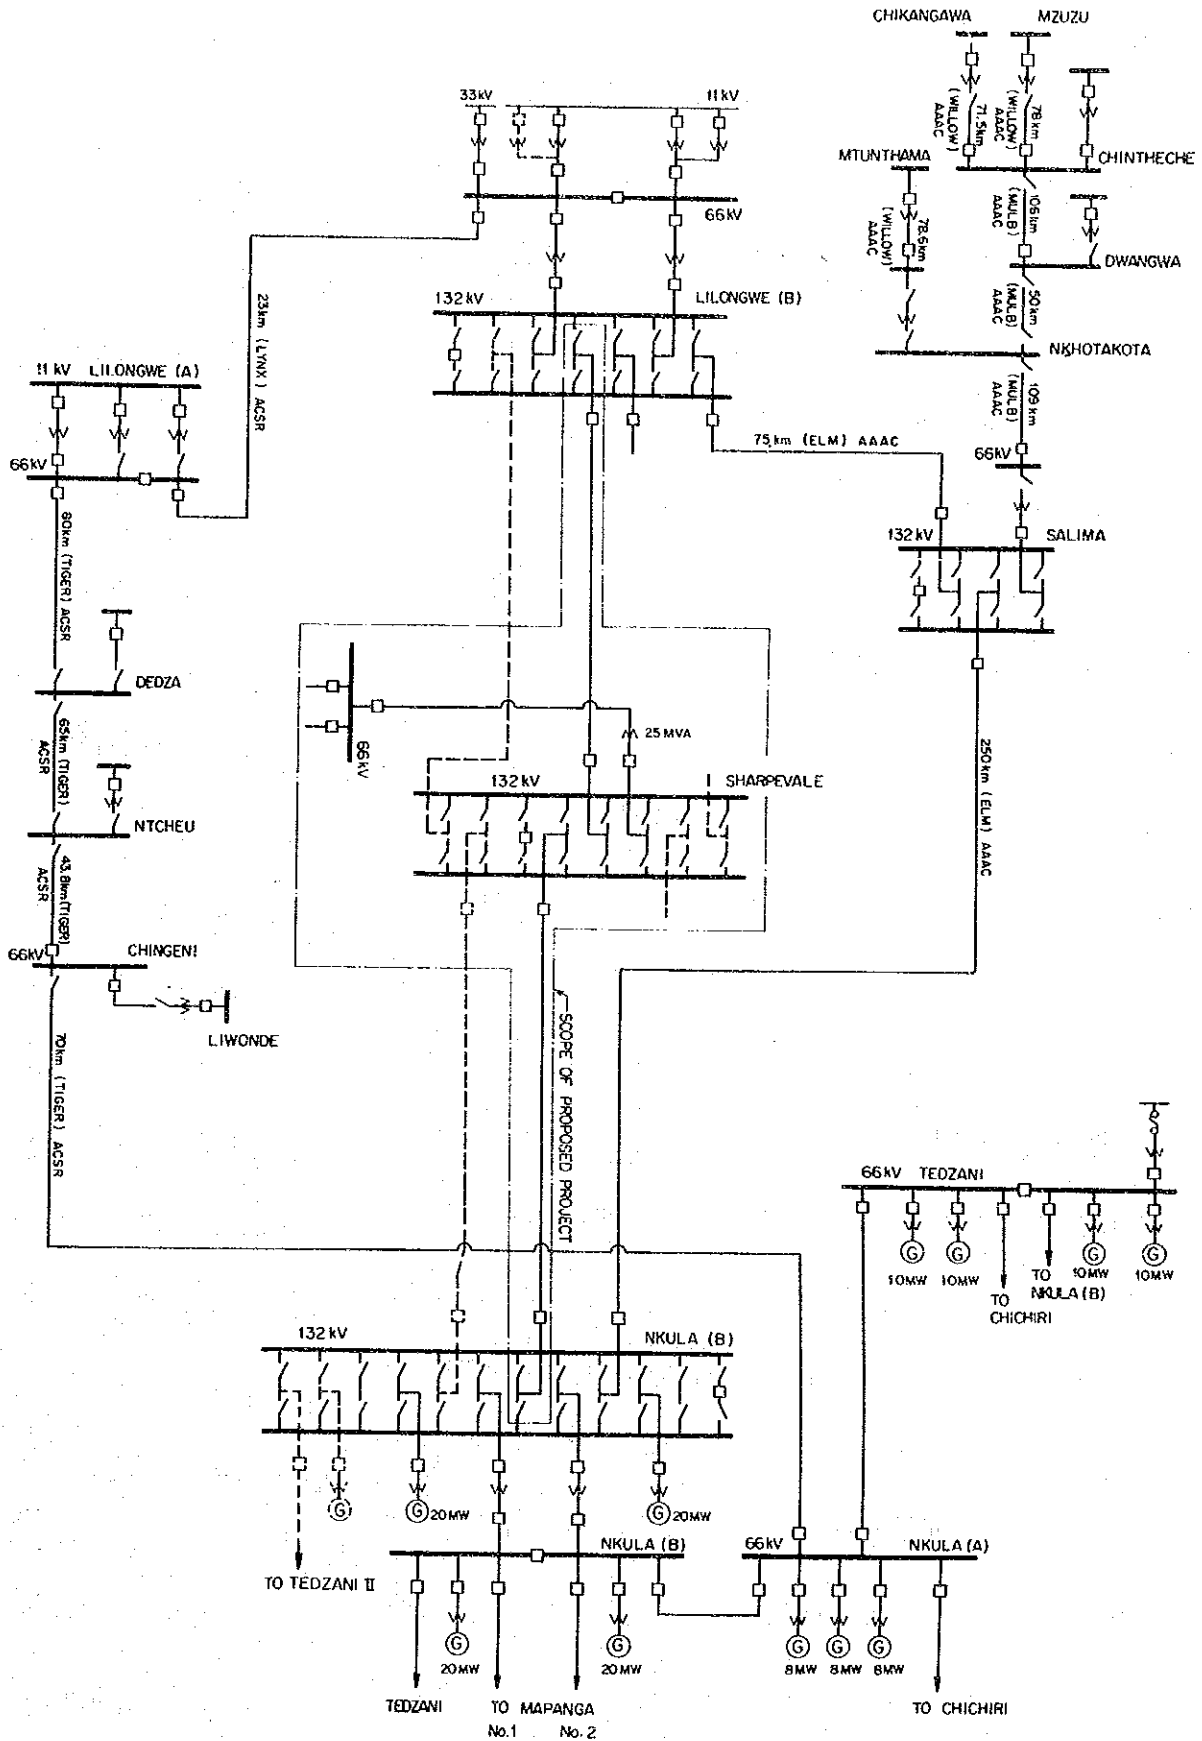 CHIKANGAWA
MZUZU
33kV
11kV
71.5km
(WILLOW)
AAAC
78km
(WILLOW)
AAAC
CHINTHECHE
MTUNTHAMA
78.6km
(WILLOW)
AAAC
66kV
106km
(MULB)
AAAC
DWANGWA
132kV
LILONGWE (B)
50km
(MULB)
AAAC
NKHOTAKOTA
23km (LYNX) ACSR
11 kV LILONGWE (A)
109km
(MULB)
AAAC
75km (ELM) AAAC
66kV
66kV
132kV
SALIMA
60km (TIGER) ACSR
DEDZA
65km (TIGER)
ACSR
25 MVA
66kV
250km (ELM) AAAC
132kV
SHARPEVALE
NTCHEU
43.8km (TIGER)
ACSR
66kV
CHINGENI
LIWONDE
SCOPE OF PROPOSED PROJECT
70km (TIGER) ACSR
66kV TEDZANI
G
G
G
G
10MW
10MW
10MW
10MW
TO
CHICHIRI
TO
NKULA (B)
132kV
NKULA (B)
G
G
20MW
G
20MW
TO TEDZANI II
NKULA (B)
66kV
NKULA (A)
G
20MW
G
20MW
G
8MW
G
8MW
G
8MW
TEDZANI
TO MAPANGA
No.1
No.2
TO CHICHIRI